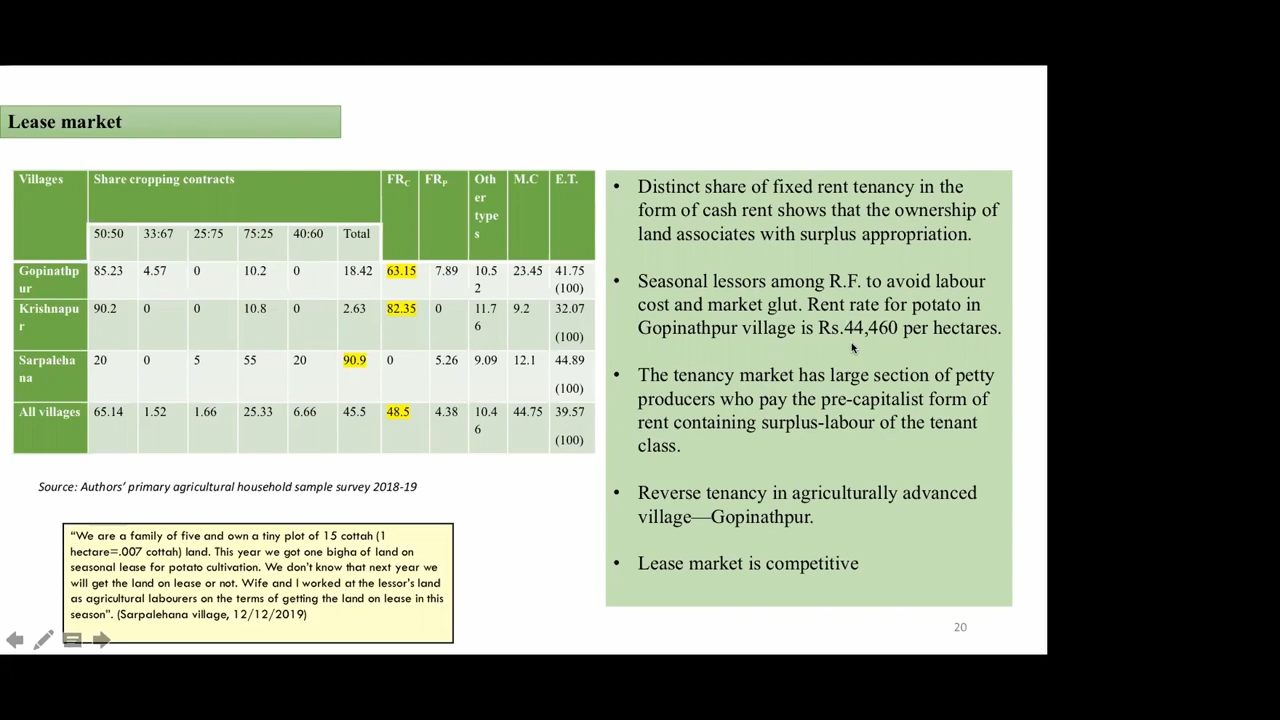 Lease market
Villages Share cropping contracts FRC FRP Oth er type s M.C E.T.
50:50 33:67 25:75 75:25 40:60 Total
Gopinathp ur 85.23 4.57 0 10.2 0 18.42 63.15 7.89 10.5 2 23.45 41.75 (100)
Krishnapu r 90.2 0 0 10.8 0 2.63 82.35 0 11.7 6 9.2 32.07 (100)
Sarpaleha na 20 0 5 55 20 90.9 0 5.26 9.09 12.1 44.89 (100)
All villages 65.14 1.52 1.66 25.33 6.66 45.5 48.5 4.38 10.4 6 44.75 39.57 (100)
Source: Authors' primary agricultural household sample survey 2018-19
"We are a family of five and own a tiny plot of 15 cottah (1
hectare=.007 cottah) land. This year we got one bigha of land on
seasonal lease for potato cultivation. We don't know that next year we
will get the land on lease or not. Wife and I worked at the lessor's land
as agricultural labourers on the terms of getting the land on lease in this
season". (Sarpalehana village, 12/12/2019)
• Distinct share of fixed rent tenancy in the
form of cash rent shows that the ownership of
land associates with surplus appropriation.
• Seasonal lessors among R.F. to avoid labour
cost and market glut. Rent rate for potato in
Gopinathpur village is Rs.44,460 per hectares.
• The tenancy market has large section of petty
producers who pay the pre-capitalist form of
rent containing surplus-labour of the tenant
class.
• Reverse tenancy in agriculturally advanced
village—Gopinathpur.
• Lease market is competitive
20